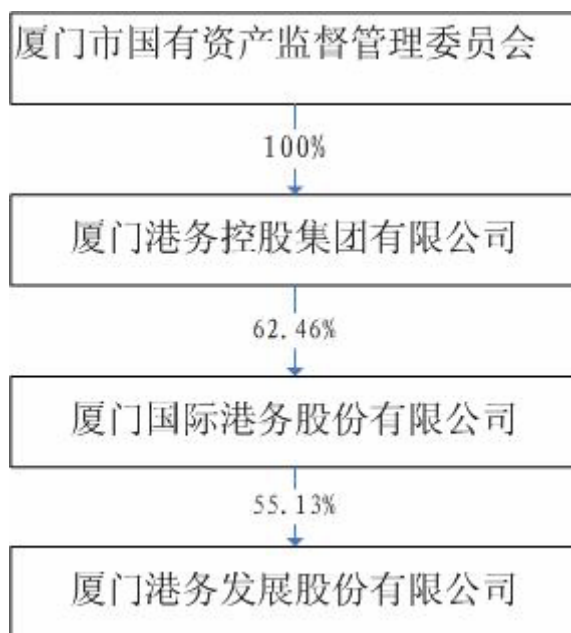 厦门市国有资产监督管理委员会
100%
厦门港务控股集团有限公司
62.46%
厦门国际港务股份有限公司
55.13%
厦门港务发展股份有限公司